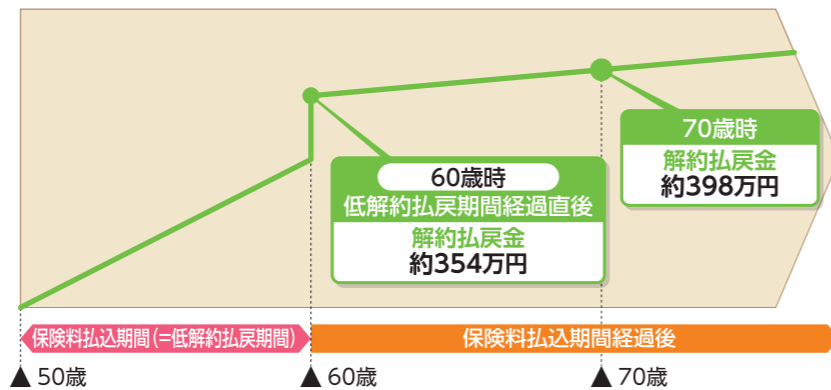 60歳時
低解約払戻期間経過直後
解約払戻金
約354万円
70歳時
解約払戻金
約398万円
保険料払込期間(=低解約払戻期間)
保険料払込期間経過後
▲50歳
▲60歳
▲70歳